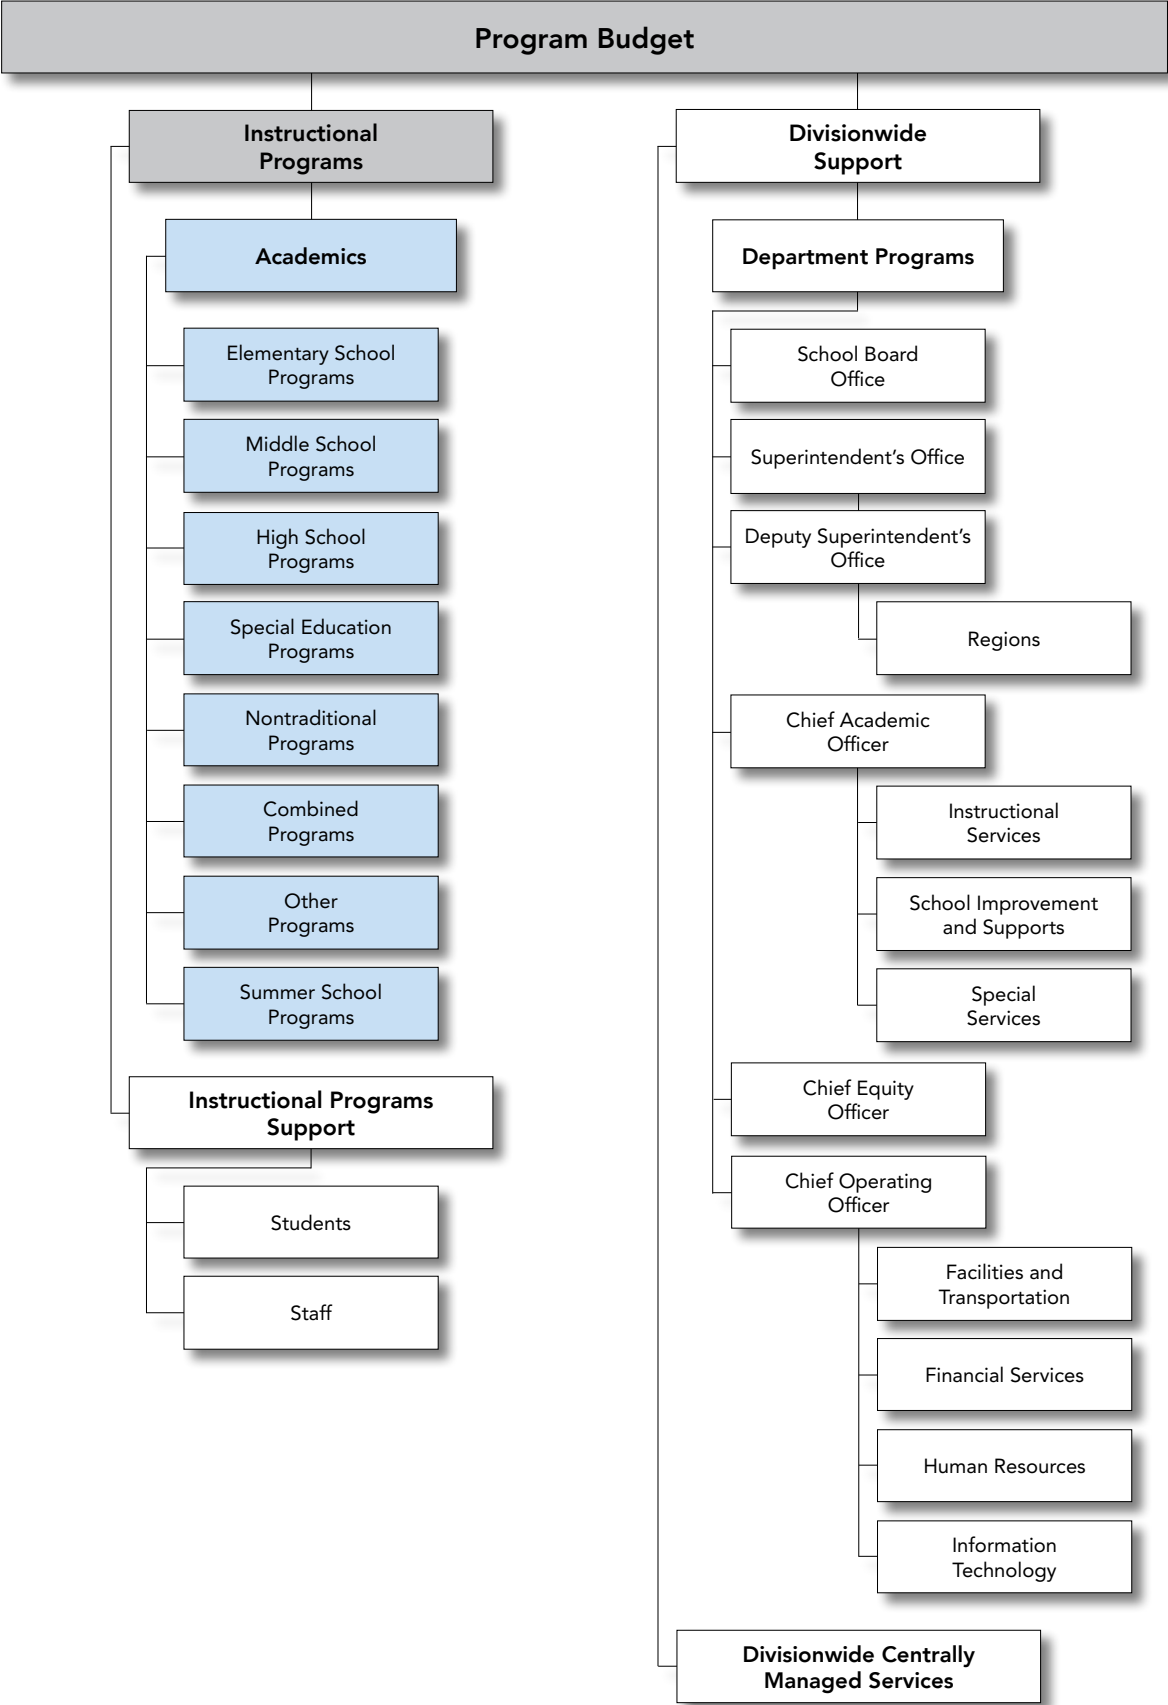 Program Budget
Instructional
Programs
Academics
Elementary School
Programs
Middle School
Programs
High School
Programs
Special Education
Programs
Nontraditional
Programs
Combined
Programs
Other
Programs
Summer School
Programs
Instructional Programs
Support
Students
Staff
Divisionwide
Support
Department Programs
School Board
Office
Superintendent’s Office
Deputy Superintendent’s
Office
Regions
Chief Academic
Officer
Instructional
Services
School Improvement
and Supports
Special
Services
Chief Equity
Officer
Chief Operating
Officer
Facilities and
Transportation
Financial Services
Human Resources
Information
Technology
Divisionwide Centrally
Managed Services